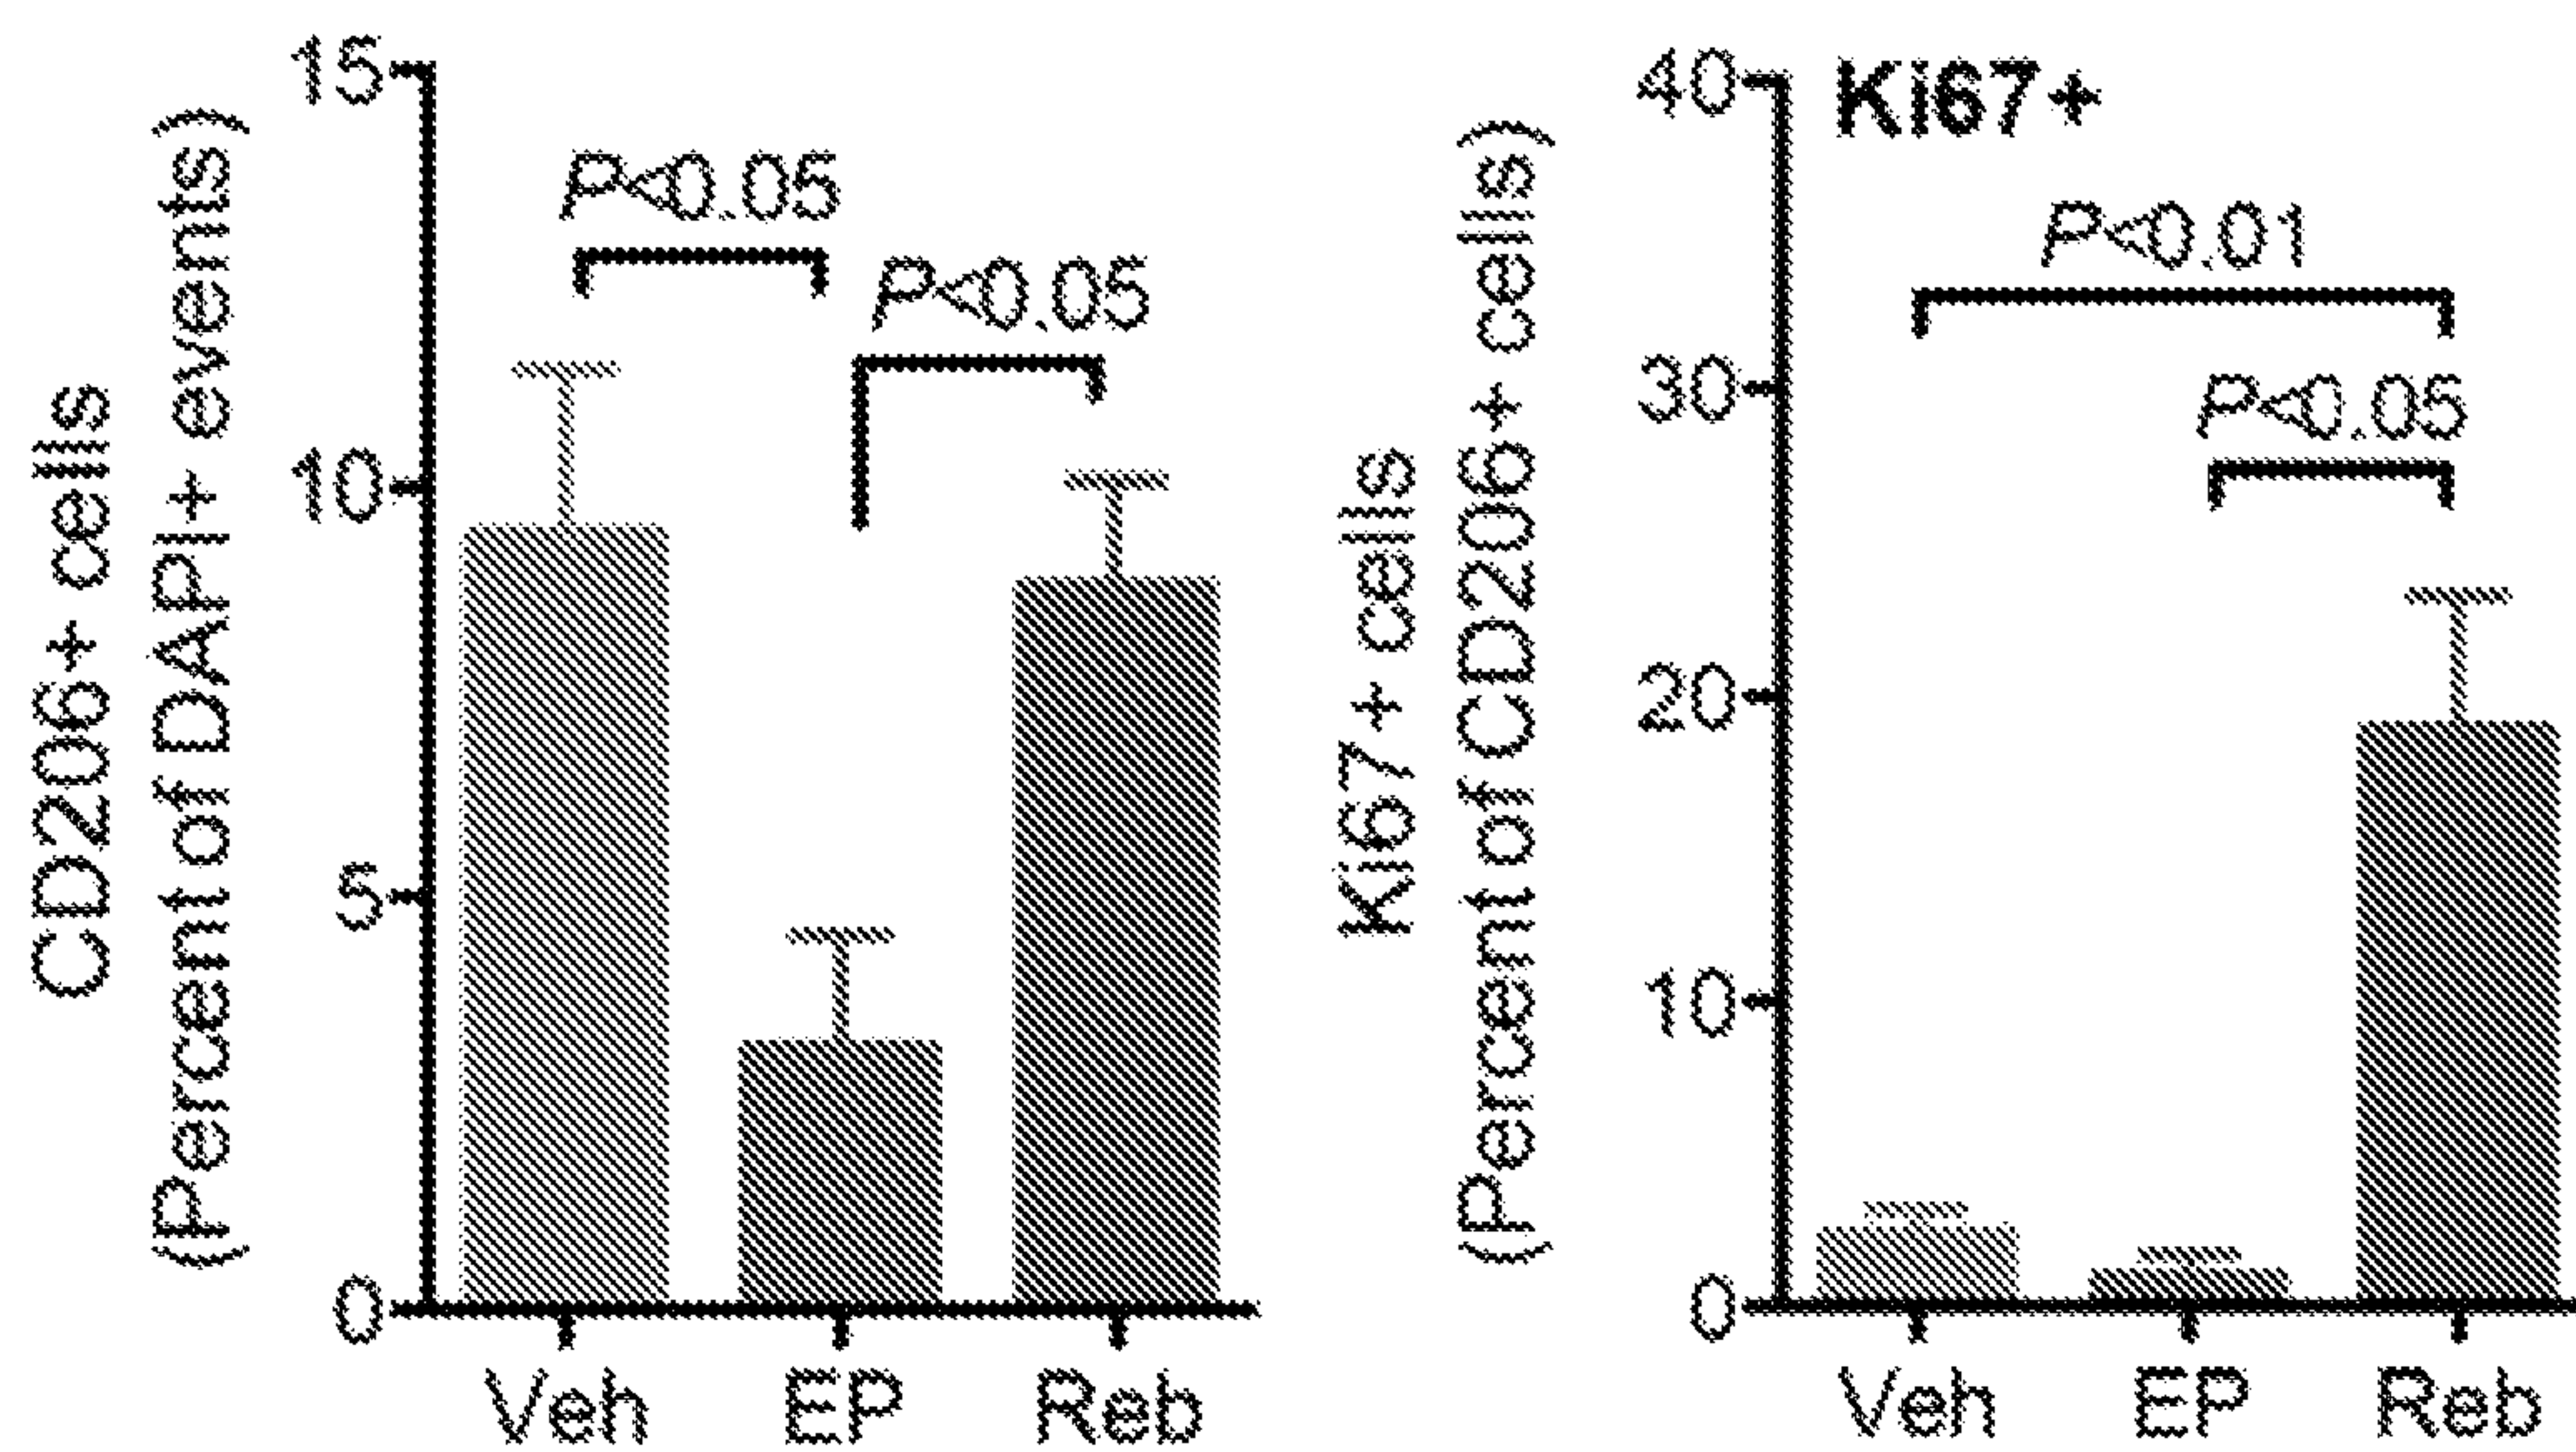 CD206+ cells
(Percent of DAPI+ events)
15
10
5
0
P<0.05
P<0.05
Veh EP Reb
Ki67+ cells
(Percent of CD206+ cells)
40
30
20
10
0
Ki67+
P<0.01
P<0.05
Veh EP Reb